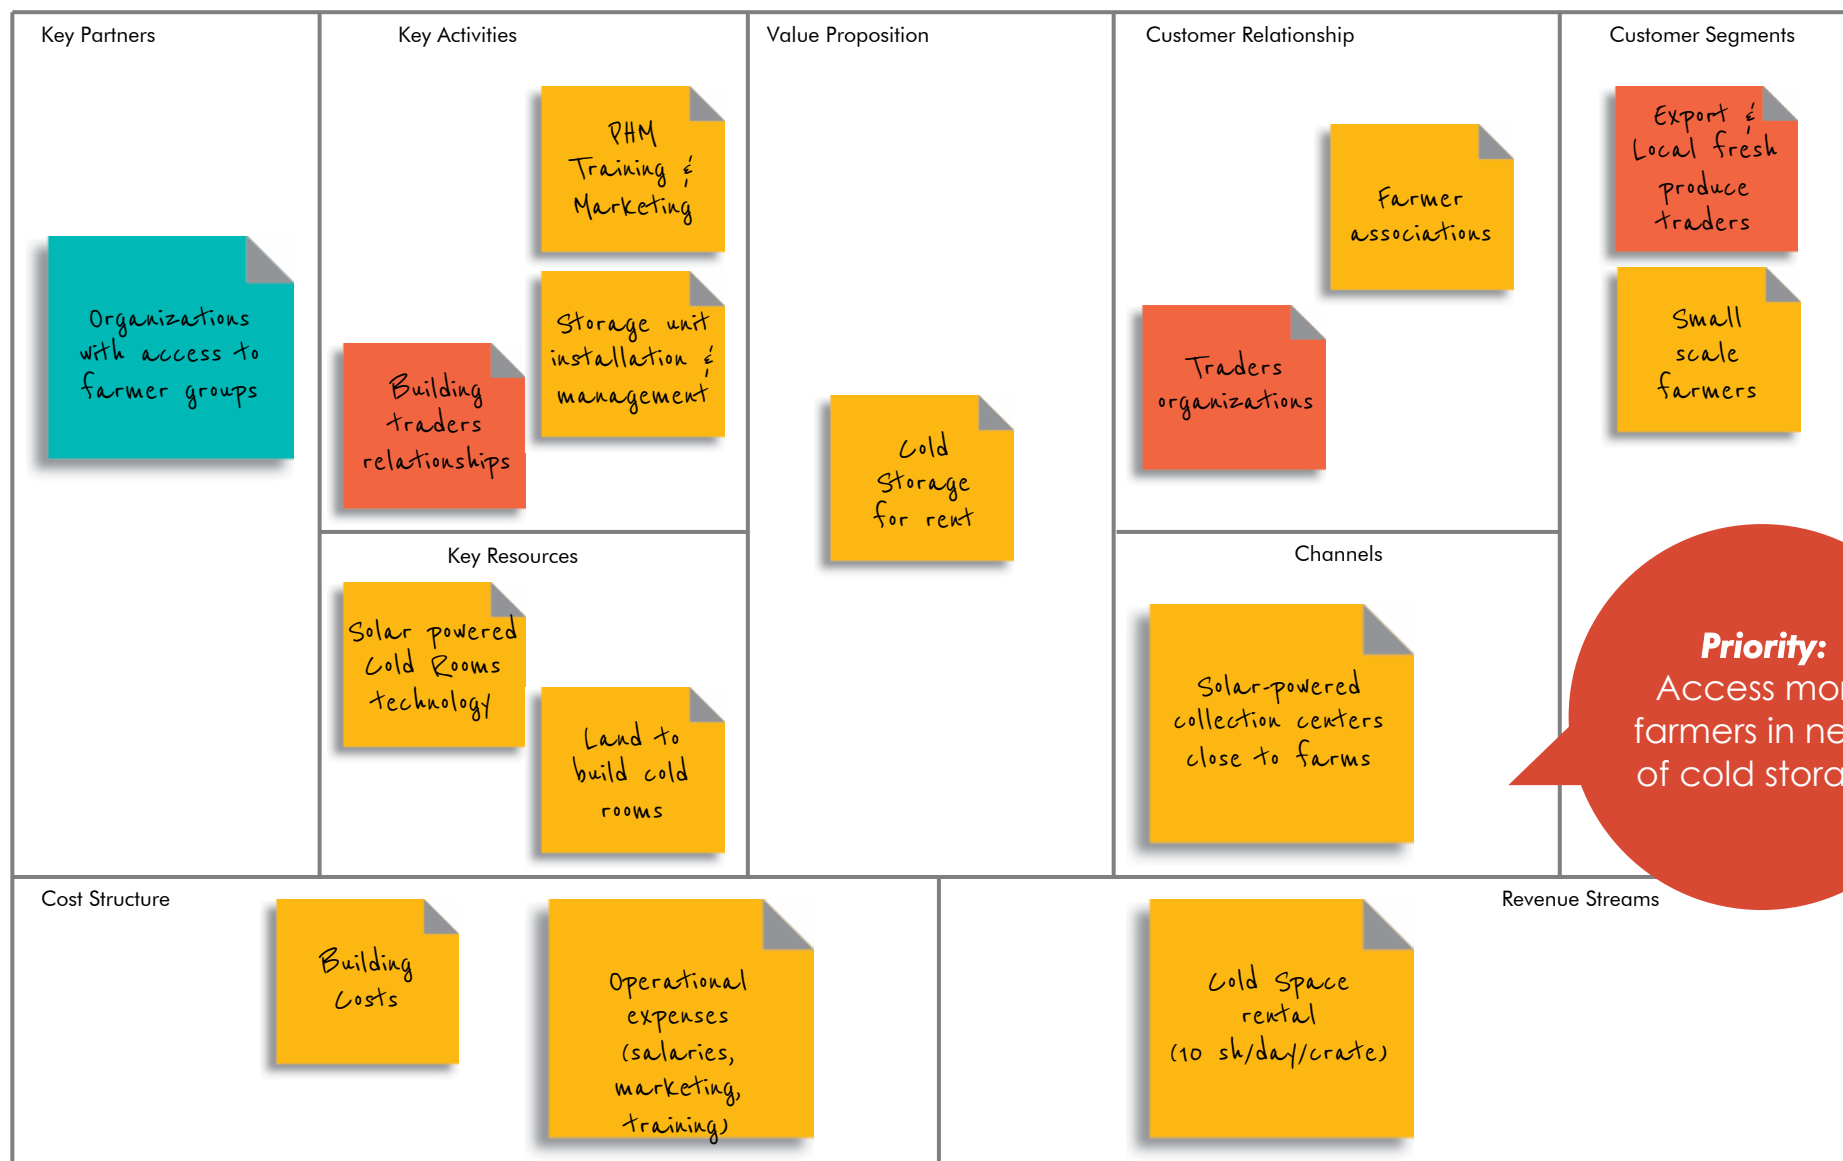 Key Partners
Organizations
with access to
farmer groups
Key Activities
PHM
Training &
Marketing
Storage unit
installation &
management
Building
traders
relationships
Key Resources
Solar powered
Cold Rooms
technology
Land to
build cold
rooms
Value Proposition
Cold
Storage
for rent
Customer Relationship
Farmer
associations
Traders
organizations
Channels
Solar-powered
collection centers
close to farms
Customer Segments
Export &
Local fresh
produce
traders
Small
scale
farmers
Priority:
Access mor
farmers in ne
of cold stora
Cost Structure
Building
Costs
Operational
expenses
(salaries,
marketing,
training)
Revenue Streams
Cold Space
rental
(10 sh/day/crate)